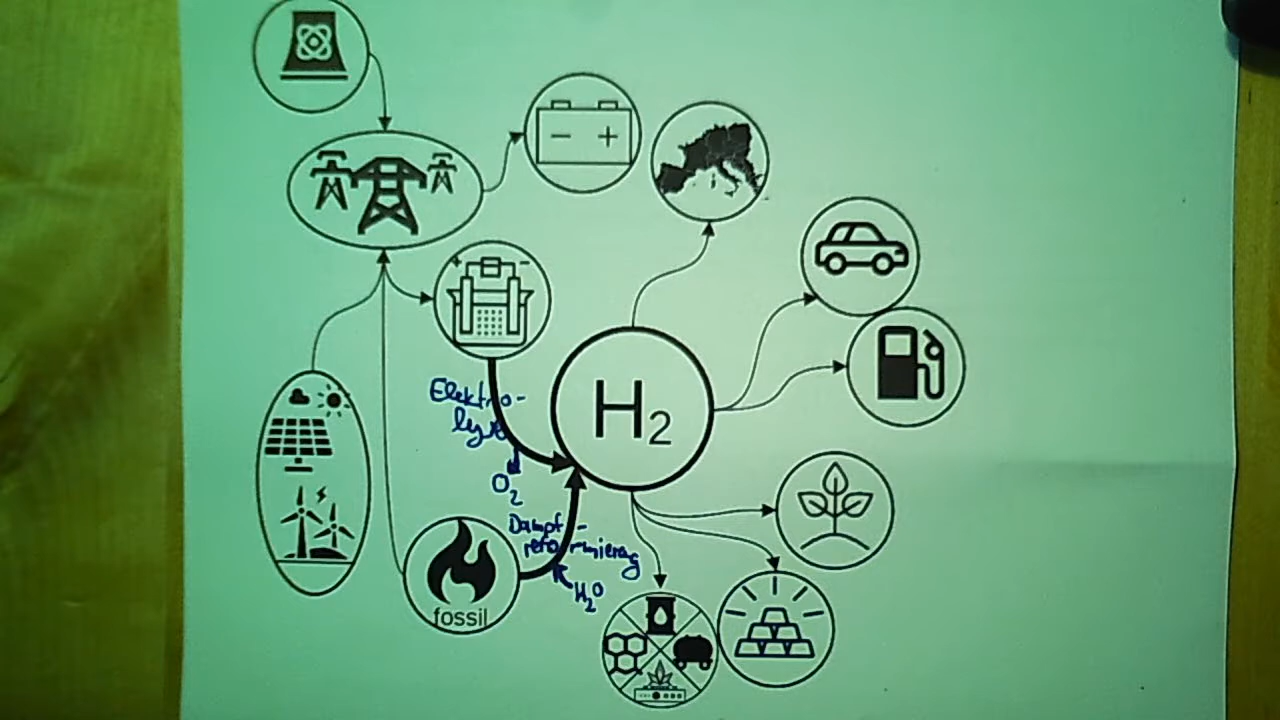 H₂
Elektro-
lyse
O₂
Dampf-
reformierung
H₂O
fossil